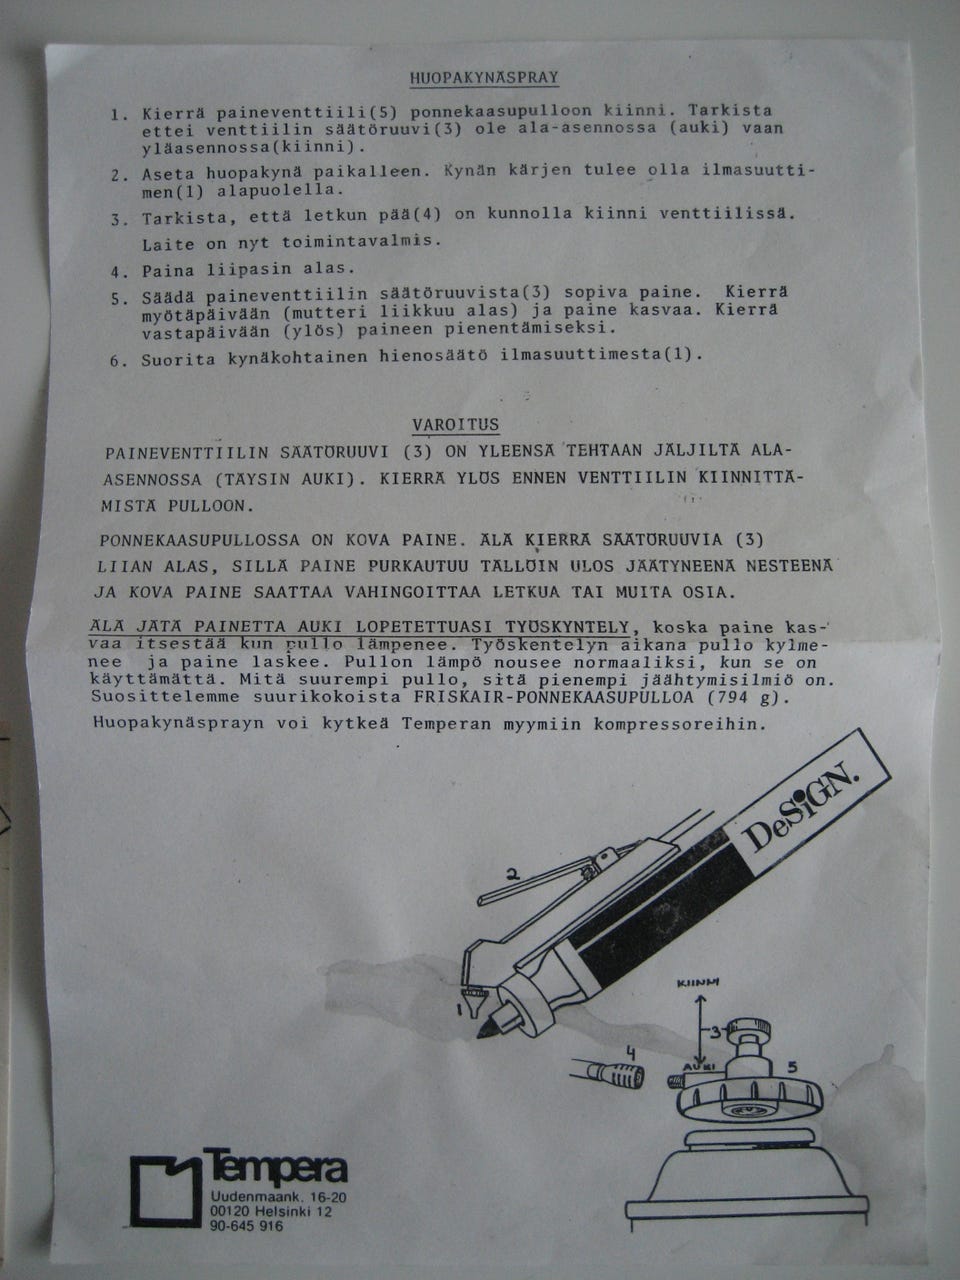 HUOPAKYNÄSPRAY
1. Kierrä paineventtiili(5) ponnekaasupulloon kiinni. Tarkista
ettei venttiilin säätöruuvi(3) ole ala-asennossa (auki) vaan
yläasennossa(kiinni).
2. Aseta huopakynä paikalleen. Kynän kärjen tulee olla ilmasuutti-
men(1) alapuolella.
3. Tarkista, että letkun pää(4) on kunnolla kiinni venttiilissä.
Laite on nyt toimintavalmis.
4. Paina liipasin alas.
5. Säädä paineventtiilin säätöruuvista(3) sopiva paine. Kierrä
myötäpäivään (mutteri liikkuu alas) ja paine kasvaa. Kierrä
vastapäivään (ylös) paineen pienentämiseksi.
6. Suorita kynäkohtainen hienosäätö ilmasuuttimesta(1).
VAROITUS
PAINEVENTTIILIN SÄÄTÖRUUVI (3) ON YLEENSÄ TEHTAAN JÄLJILTÄ ALA-
ASENNOSSA (TÄYSIN AUKI). KIERRÄ YLÖS ENNEN VENTTIILIN KIINNITTÄ-
MISTÄ PULLOON.
PONNEKAASUPULLOSSA ON KOVA PAINE. ÄLÄ KIERRÄ SÄÄTÖRUUVIA (3)
LIIAN ALAS, SILLÄ PAINE PURKAUTUU TÄLLÖIN ULOS JÄÄTYNEENÄ NESTEENÄ
JA KOVA PAINE SAATTAA VAHINGOITTAA LETKUA TAI MUITA OSIA.
ÄLÄ JÄTÄ PAINETTA AUKI LOPETETTUASI TYÖSKYNTELY, koska paine kas-
vaa itsestää kun pullo lämpenee. Työskentelyn aikana pullo kylme-
nee ja paine laskee. Pullon lämpö nousee normaaliksi, kun se on
käyttämättä. Mitä suurempi pullo, sitä pienempi jäähtymisilmiö on.
Suosittelemme suurikokoista FRISKAIR-PONNEKAASUPULLOA (794 g).
Huopakynäsprayn voi kytkeä Temperan myymiin kompressoreihin.
DeSiGN.
2
1
KIINNI
3
AUKI
4
5
Tempera
Uudenmaank. 16-20
00120 Helsinki 12
90-645 916